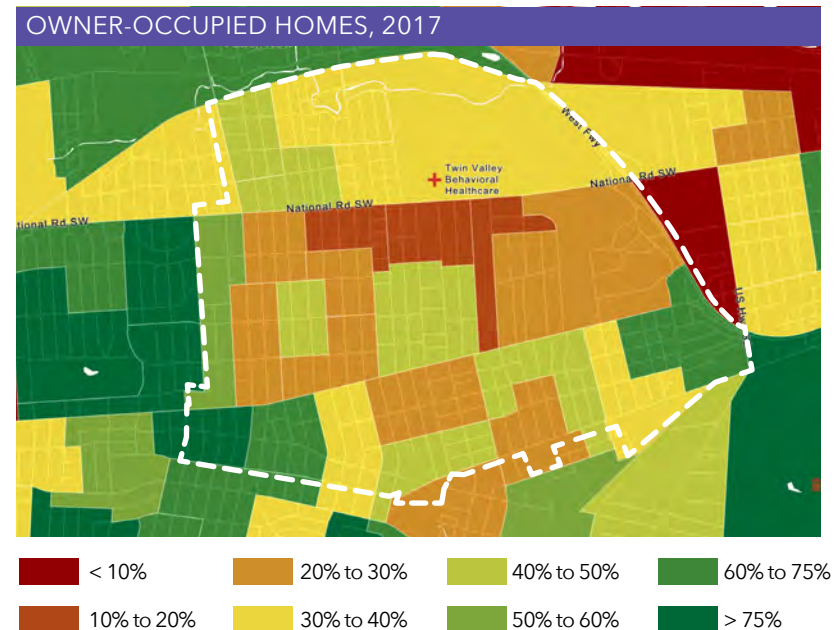 OWNER-OCCUPIED HOMES, 2017
West Fwy
Twin Valley
Behavioral
Healthcare
National Rd SW
National Rd SW
tional Rd SW
US Hw
< 10%
20% to 30%
40% to 50%
60% to 75%
10% to 20%
30% to 40%
50% to 60%
> 75%